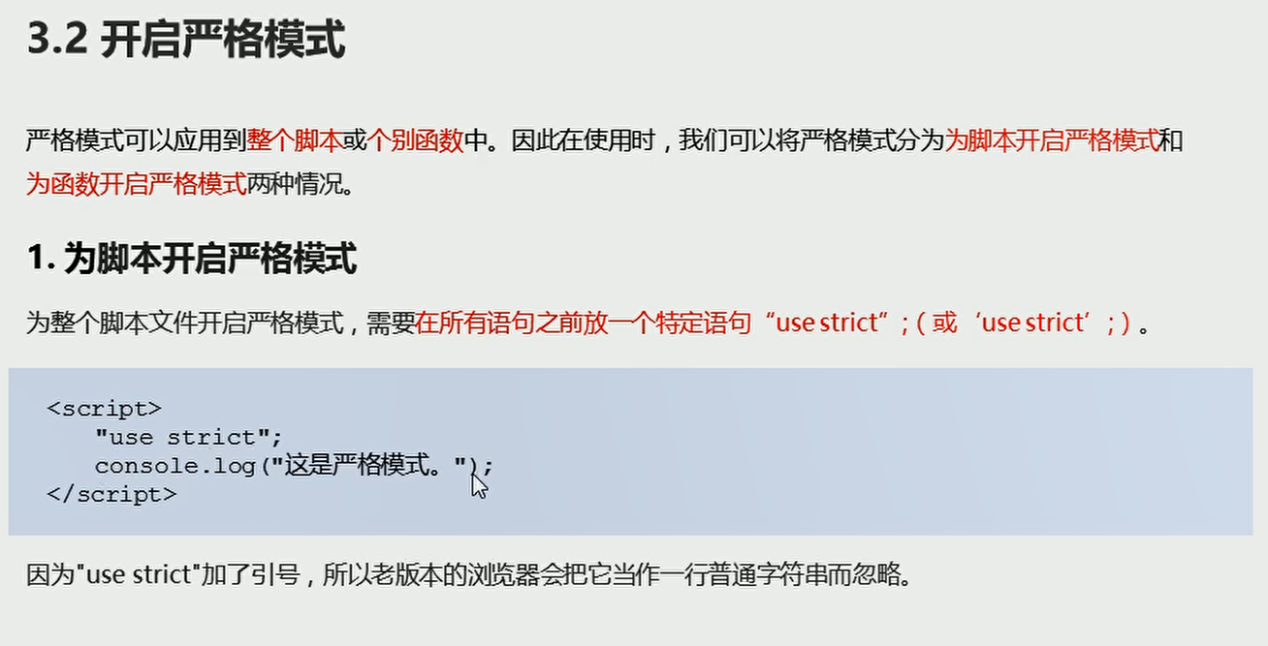 3.2 开启严格模式
严格模式可以应用到整个脚本或个别函数中。因此在使用时，我们可以将严格模式分为为脚本开启严格模式和
为函数开启严格模式两种情况。
1. 为脚本开启严格模式
为整个脚本文件开启严格模式，需要在所有语句之前放一个特定语句“use strict”;(或‘use strict’;)。
<script>
"use strict";
console.log("这是严格模式。");
</script>
因为"use strict"加了引号，所以老版本的浏览器会把它当作一行普通字符串而忽略。